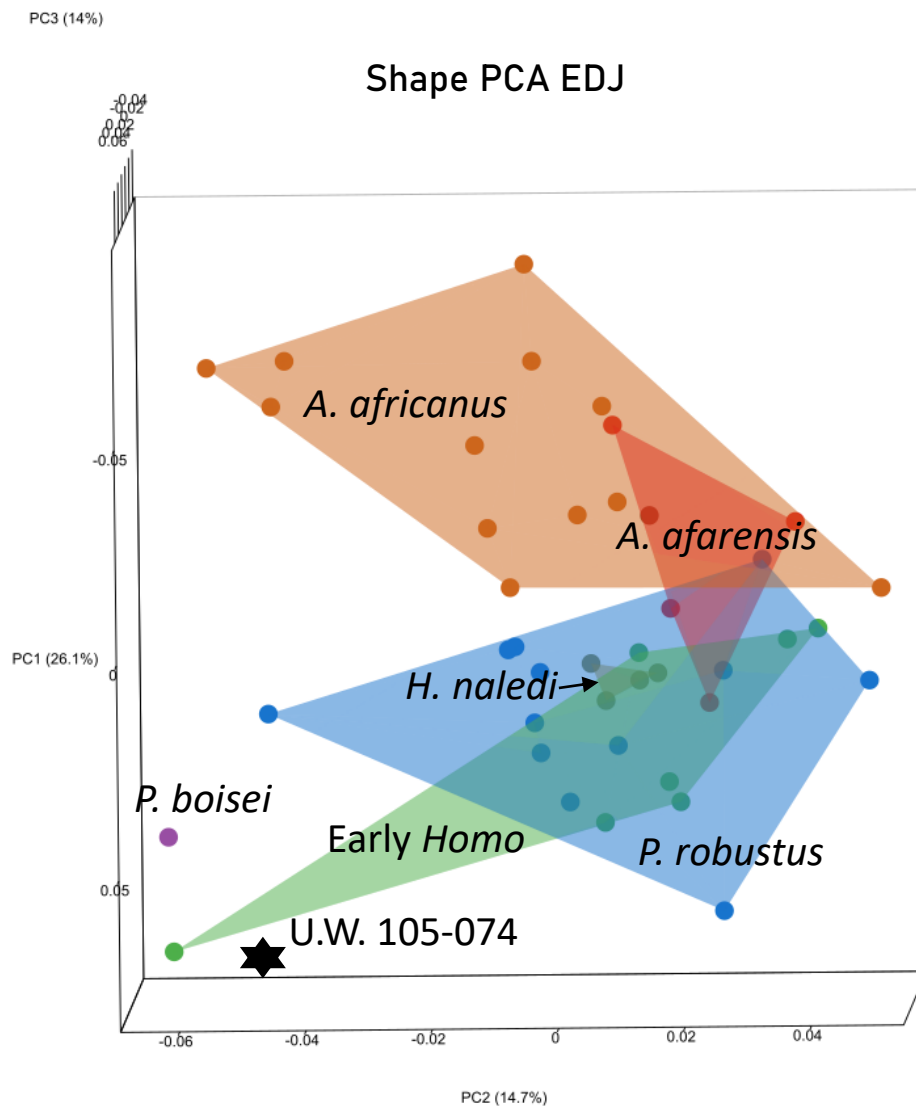 PC3 (14%)
Shape PCA EDJ
-0.04
-0.02
0
0.02
0.04
0.06
A. africanus
-0.05
A. afarensis
PC1 (26.1%)
0
H. naledi
P. boisei
Early Homo
P. robustus
0.05
U.W. 105-074
-0.06
-0.04
-0.02
0
0.02
0.04
PC2 (14.7%)